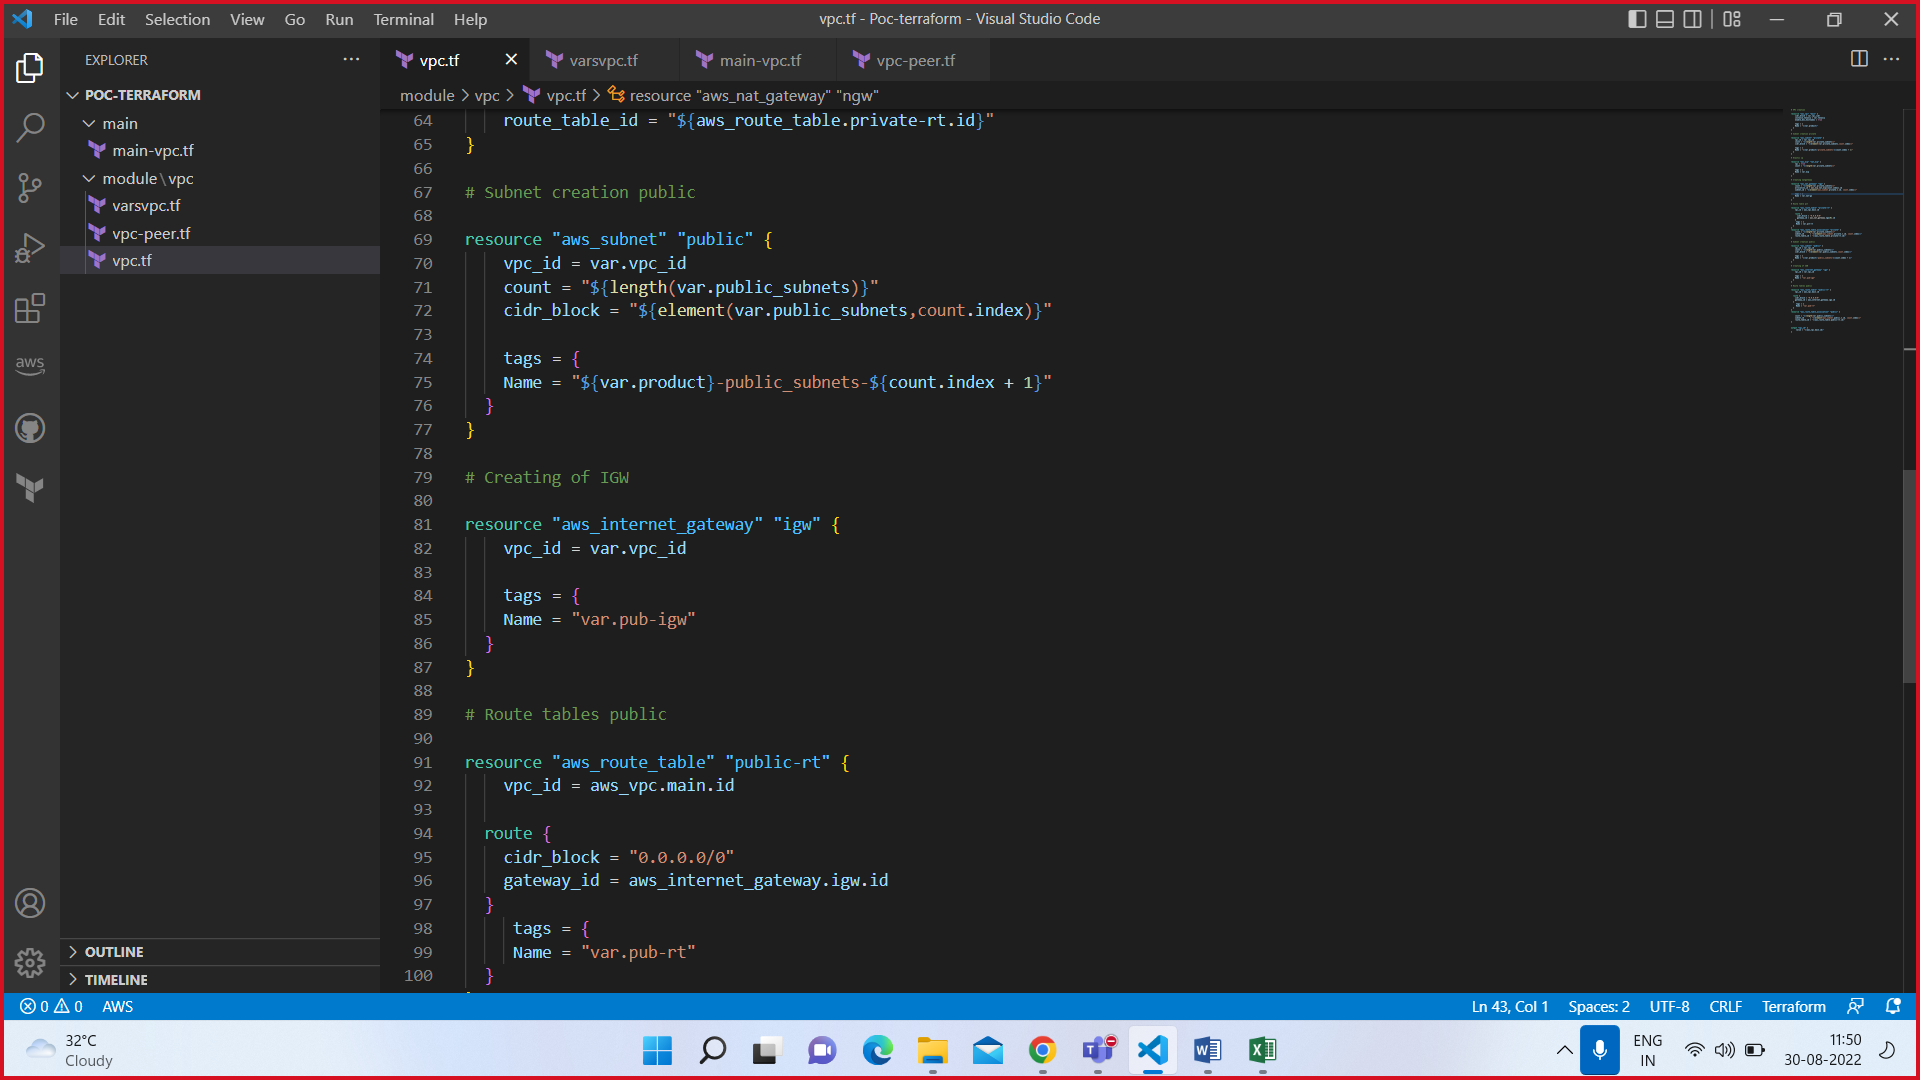 File Edit Selection View Go Run Terminal Help
vpc.tf - Poc-terraform - Visual Studio Code
EXPLORER
POC-TERRAFORM
main
main-vpc.tf
module\vpc
varsvpc.tf
vpc-peer.tf
vpc.tf
OUTLINE
TIMELINE
aws
vpc.tf varsvpc.tf main-vpc.tf vpc-peer.tf
module > vpc > vpc.tf > resource "aws_nat_gateway" "ngw"
64 route_table_id = "${aws_route_table.private-rt.id}"
65 }
66
67 # Subnet creation public
68
69 resource "aws_subnet" "public" {
70 vpc_id = var.vpc_id
71 count = "${length(var.public_subnets)}"
72 cidr_block = "${element(var.public_subnets,count.index)}"
73
74 tags = {
75 Name = "${var.product}-public_subnets-${count.index + 1}"
76 }
77 }
78
79 # Creating of IGW
80
81 resource "aws_internet_gateway" "igw" {
82 vpc_id = var.vpc_id
83
84 tags = {
85 Name = "var.pub-igw"
86 }
87 }
88
89 # Route tables public
90
91 resource "aws_route_table" "public-rt" {
92 vpc_id = aws_vpc.main.id
93
94 route {
95 cidr_block = "0.0.0.0/0"
96 gateway_id = aws_internet_gateway.igw.id
97 }
98 tags = {
99 Name = "var.pub-rt"
100 }
0 0 AWS
Ln 43, Col 1 Spaces: 2 UTF-8 CRLF Terraform
32°C
Cloudy
ENG
IN
11:50
30-08-2022